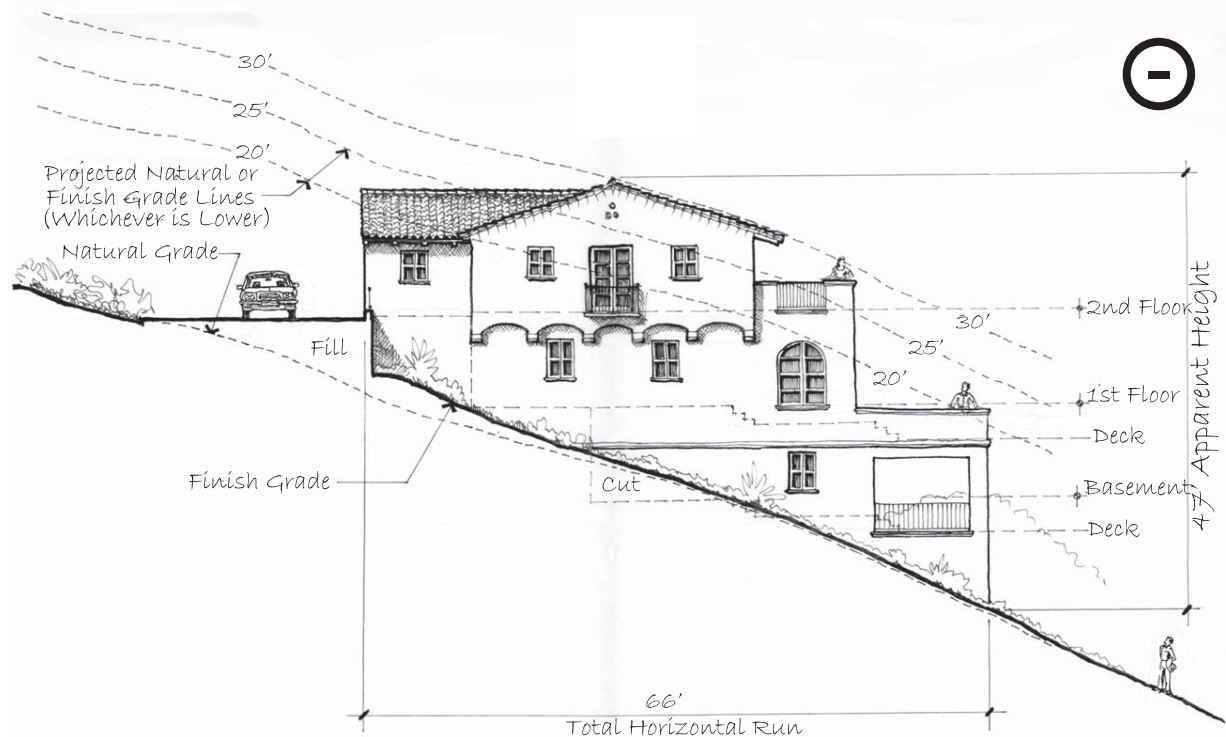 30'
25'
20'
Projected Natural or
Finish Grade Lines
(Whichever is Lower)
Natural Grade
Fill
2nd Floor
30'
25'
20'
1st Floor
Deck
Finish Grade
Cut
Basement
Deck
47' Apparent Height
66'
Total Horizontal Run